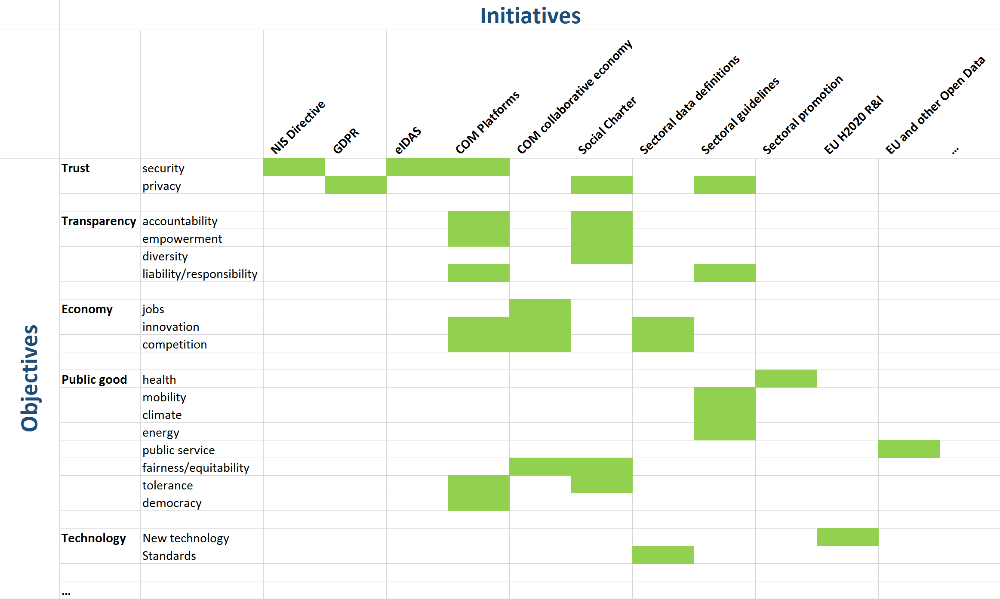 Initiatives
NIS Directive
GDPR
eIDAS
COM Platforms
COM collaborative economy
Social Charter
Sectoral data definitions
Sectoral guidelines
Sectoral promotion
EU H2020 R&I
EU and other Open Data
...
Objectives
Trust security
privacy
Transparency accountability
empowerment
diversity
liability/responsibility
Economy jobs
innovation
competition
Public good health
mobility
climate
energy
public service
fairness/equitability
tolerance
democracy
Technology New technology
Standards
...